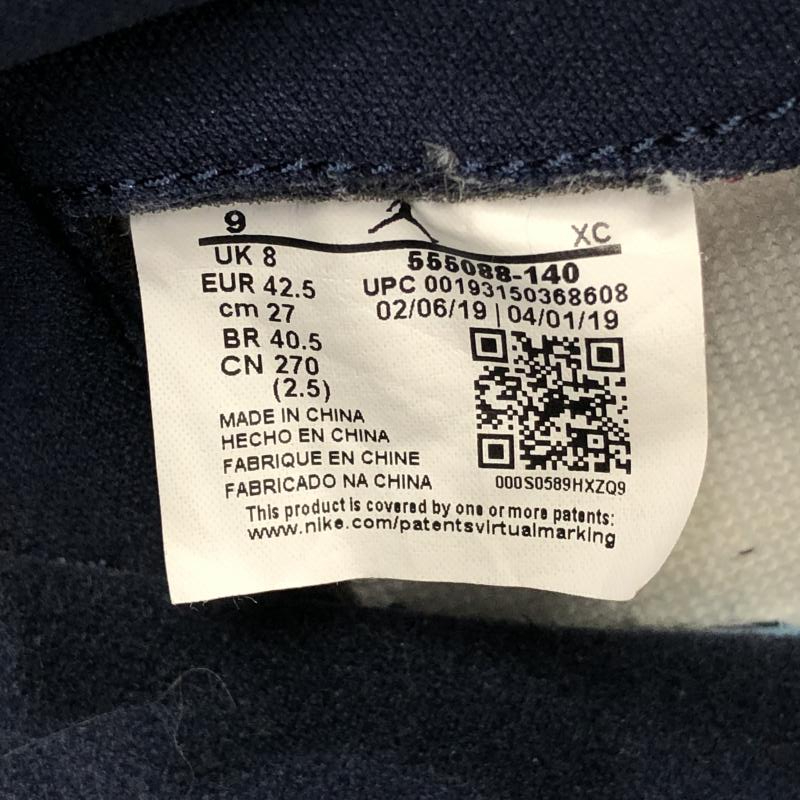 9
XC
UK 8
EUR 42.5
cm 27
BR 40.5
CN 270
(2.5)
555088-140
UPC 00193150368608
02/06/19 | 04/01/19
000S0589HXZQ9
MADE IN CHINA
HECHO EN CHINA
FABRIQUE EN CHINE
FABRICADO NA CHINA
This product is covered by one or more patents:
www.nike.com/patentsvirtualmarking